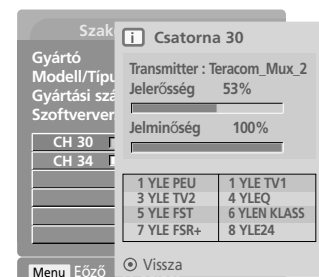 Szak
i Csatorna 30
Gyártó
Modell/Típu
Gyártási szá
Szoftverver
Transmitter : Teracom_Mux_2
Jelerősség 53%
Jelminőség 100%
CH 30
CH 34
1 YLE PEU 1 YLE TV1
3 YLE TV2 4 YLEQ
5 YLE FST 6 YLEN KLASS
7 YLE FSR+ 8 YLE24
Vissza
Menu Előző